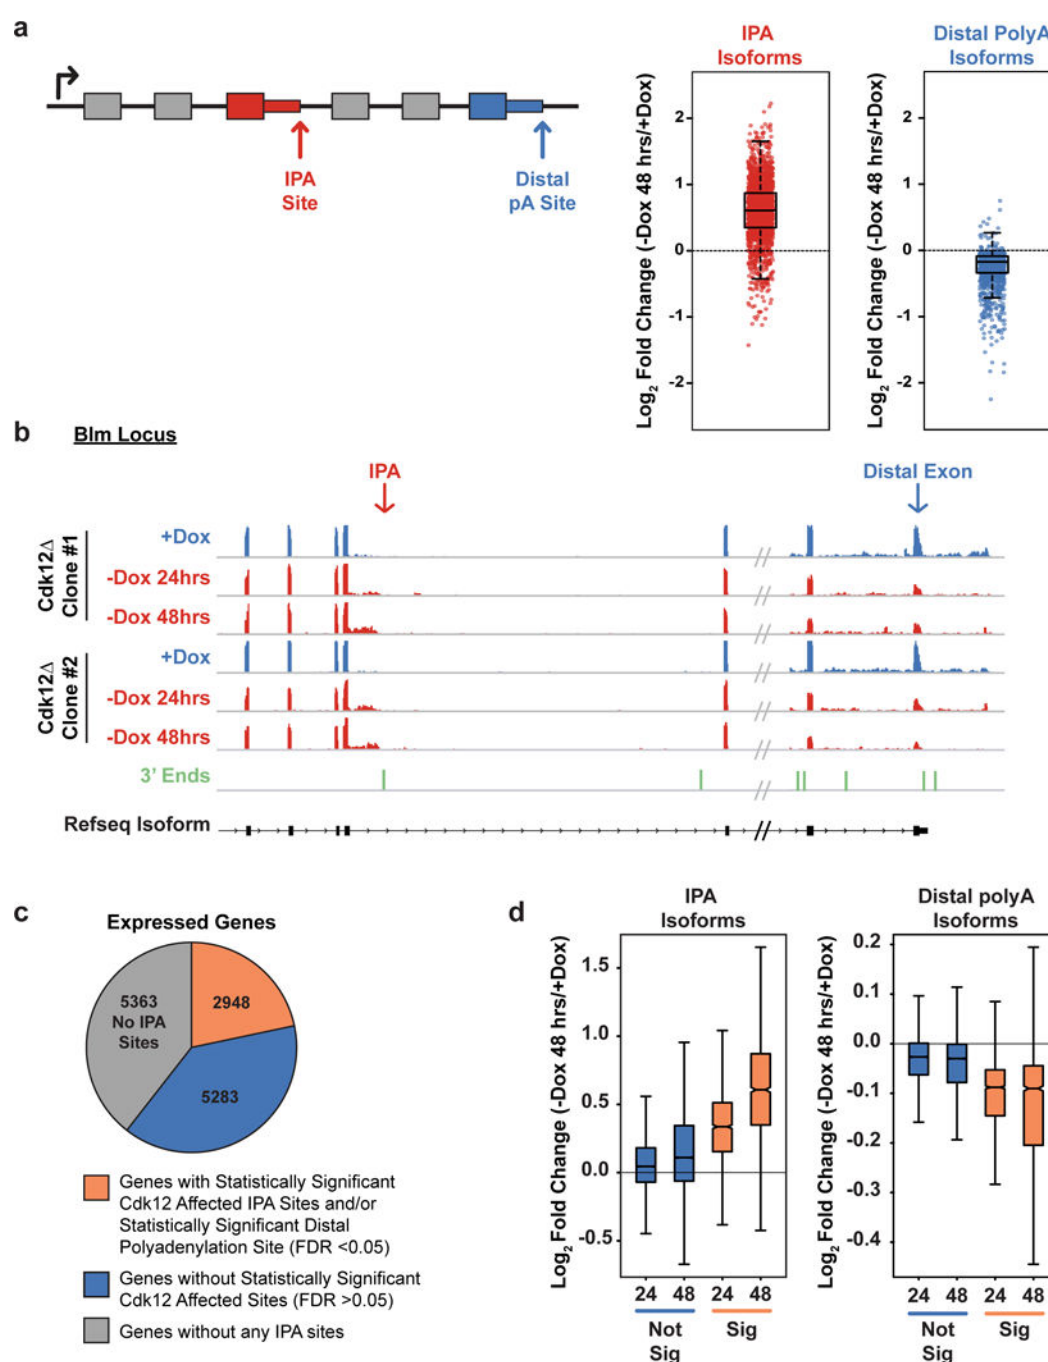 a
IPA
Site
Distal
pA Site
IPA
Isoforms
Log2 Fold Change (-Dox 48 hrs/+Dox)
2
1
0
-1
-2
Distal PolyA
Isoforms
Log2 Fold Change (-Dox 48 hrs/+Dox)
2
1
0
-1
-2
b
Blm Locus
IPA
Distal Exon
Cdk12Δ
Clone #1
+Dox
-Dox 24hrs
-Dox 48hrs
Cdk12Δ
Clone #2
+Dox
-Dox 24hrs
-Dox 48hrs
3' Ends
Refseq Isoform
c
Expressed Genes
5363
No IPA
Sites
2948
5283
Genes with Statistically Significant
Cdk12 Affected IPA Sites and/or
Statistically Significant Distal
Polyadenylation Site (FDR <0.05)
Genes without Statistically Significant
Cdk12 Affected Sites (FDR >0.05)
Genes without any IPA sites
d
IPA
Isoforms
Log2 Fold Change (-Dox 48 hrs/+Dox)
1.5
1.0
0.5
0.0
-0.5
24 48 24 48
Not
Sig
Sig
Distal polyA
Isoforms
Log2 Fold Change (-Dox 48 hrs/+Dox)
0.2
0.1
0.0
-0.1
-0.2
-0.3
-0.4
24 48 24 48
Not
Sig
Sig